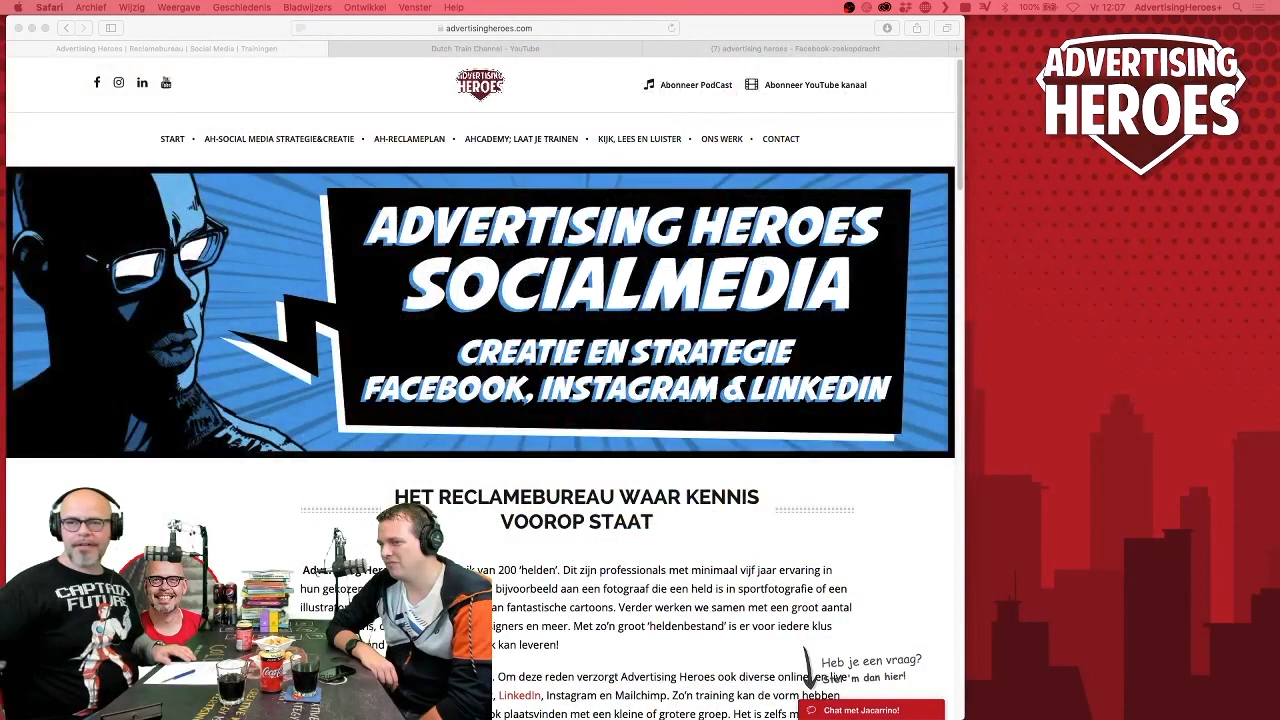 Safari Archief Wijzig Weergave Geschiedenis Bladwijzers Ontwikkel Venster Help 100% Vr 12:07 AdvertisingHeroes+
advertisingheroes.com
Advertising Heroes | Reclamebureau | Social Media | Trainingen
Dutch Train Channel - YouTube
(7) advertising heroes - Facebook-zoekopdracht
ADVERTISING
HEROES
ADVERTISING
HEROES
Abonneer PodCast
Abonneer YouTube kanaal
START • AH-SOCIAL MEDIA STRATEGIE&CREATIE • AH-RECLAMEPLAN • AHCADEMY; LAAT JE TRAINEN • KIJK, LEES EN LUISTER • ONS WERK • CONTACT
ADVERTISING HEROES
SOCIALMEDIA
CREATIE EN STRATEGIE
FACEBOOK, INSTAGRAM & LINKEDIN
HET RECLAMEBUREAU WAAR KENNIS
VOOROP STAAT
van 200 ‘helden’. Dit zijn professionals met minimaal vijf jaar ervaring in
hun bijvoorbeeld aan een fotograaf die een held is in sportfotografie of een
van fantastische cartoons. Verder werken we samen met een groot aantal
en meer. Met zo’n groot ‘heldenbestand’ is er voor iedere klus
kan leveren!
Om deze reden verzorgt Advertising Heroes ook diverse online
LinkedIn, Instagram en Mailchimp. Zo’n training kan de vorm hebben
plaatsvinden met een kleine of grotere groep. Het is zelfs
Heb je een vraag?
'm dan hier!
Chat met Jacarrino!
CAPTAIN
FUTURE